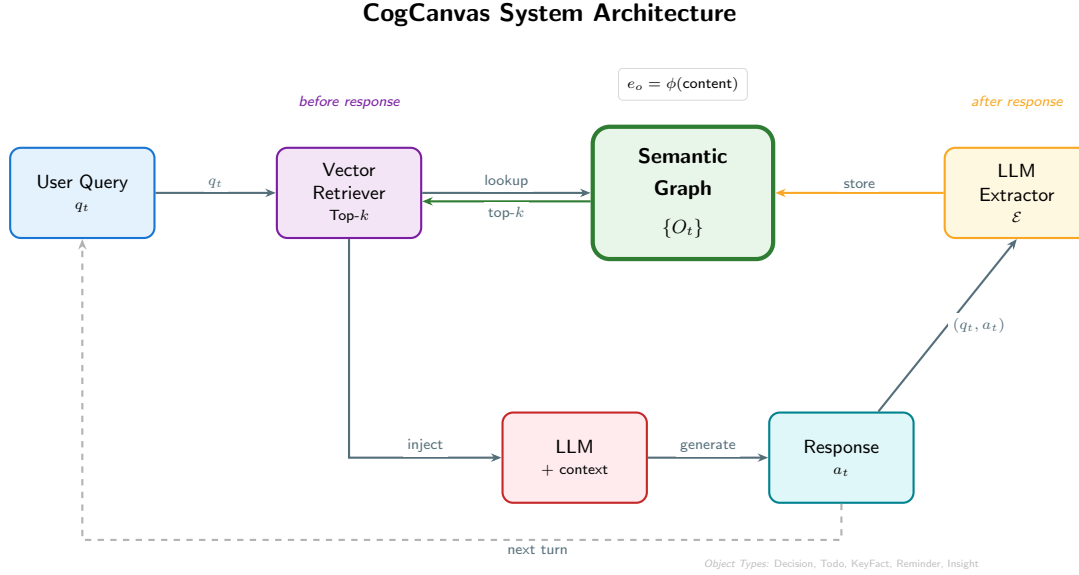 CogCanvas System Architecture
e_o = ϕ(content)
before response
after response
User Query
q_t
q_t
Vector
Retriever
Top-k
lookup
top-k
Semantic
Graph
{O_t}
store
LLM
Extractor
ℰ
(q_t, a_t)
inject
LLM
+ context
generate
Response
a_t
next turn
Object Types: Decision, Todo, KeyFact, Reminder, Insight